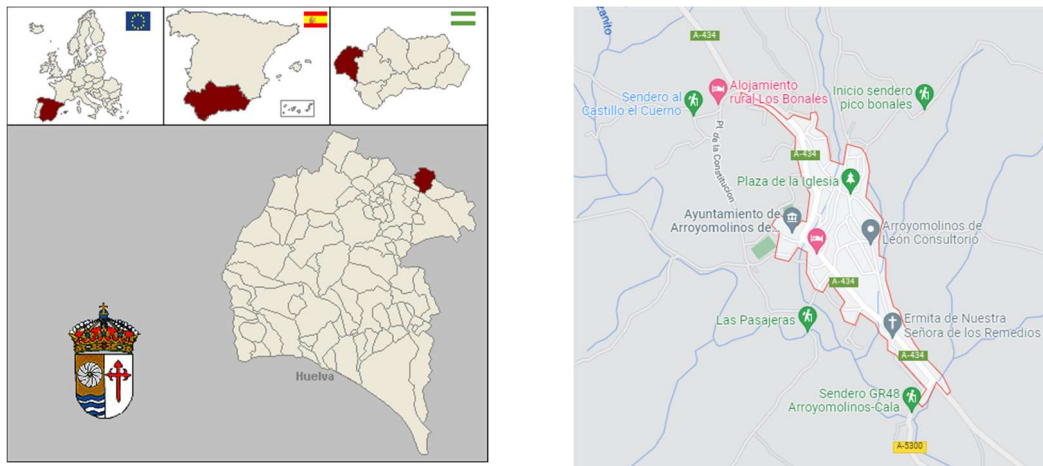 Huelva
zanito
A-434
Alojamiento
rural-Los Bonales
Inicio sendero
pico bonales
Sendero al
Castillo el Cuerno
Pl. de la Constitucion
A-434
Plaza de la Iglesia
Ayuntamiento de
Arroyomolinos de...
Arroyomolinos de
León Consultorio
A-434
Las Pasajeras
Ermita de Nuestra
Señora de los Remedios
A-434
Sendero GR48
Arroyomolinos-Cala
A-5300